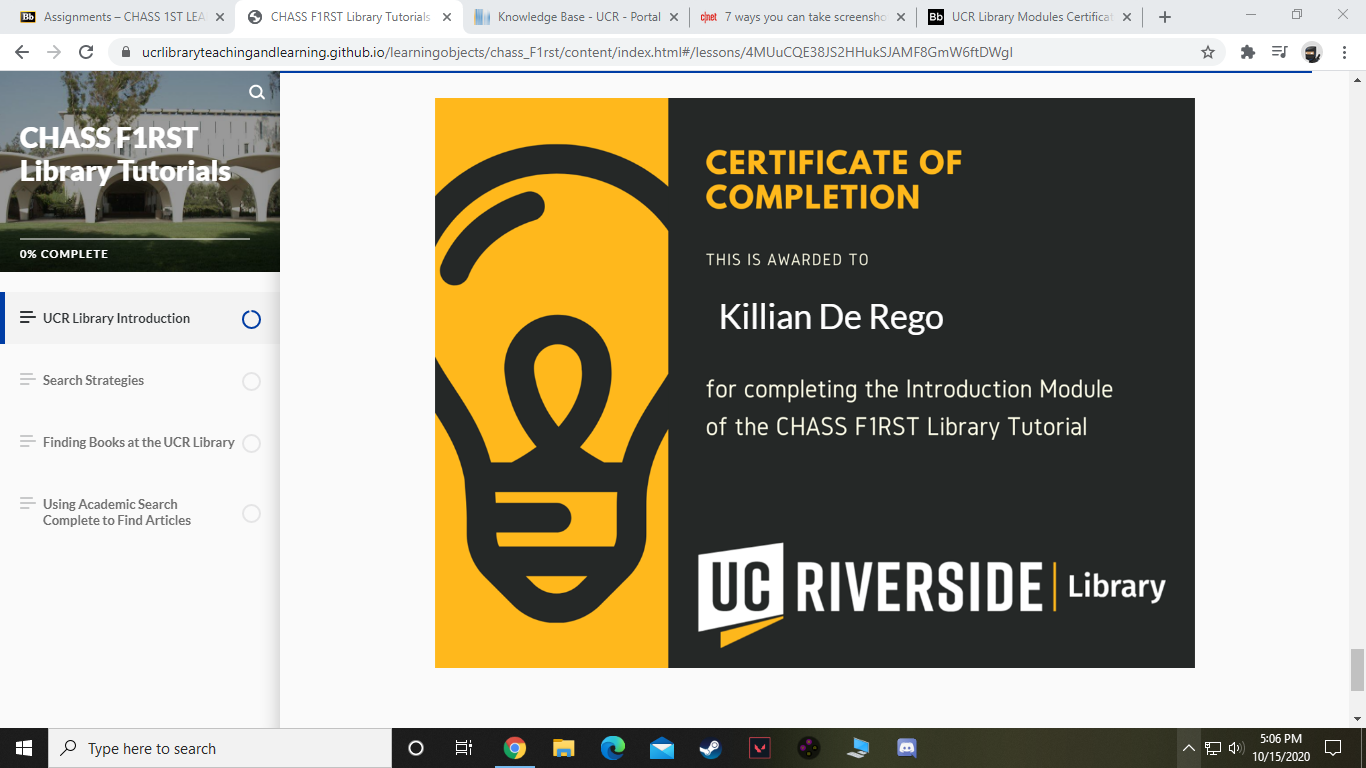 Assignments – CHASS 1ST LEA
CHASS F1RST Library Tutorials
Knowledge Base - UCR - Portal
c|net 7 ways you can take screensho
Bb UCR Library Modules Certificat
ucrlibraryteachingandlearning.github.io/learningobjects/chass_F1rst/content/index.html#/lessons/4MUuCQE38JS2HHukSJAMF8GmW6ftDWgI
CHASS F1RST
Library Tutorials
0% COMPLETE
UCR Library Introduction
Search Strategies
Finding Books at the UCR Library
Using Academic Search
Complete to Find Articles
CERTIFICATE OF
COMPLETION
THIS IS AWARDED TO
Killian De Rego
for completing the Introduction Module
of the CHASS F1RST Library Tutorial
UC RIVERSIDE | Library
Type here to search
5:06 PM
10/15/2020